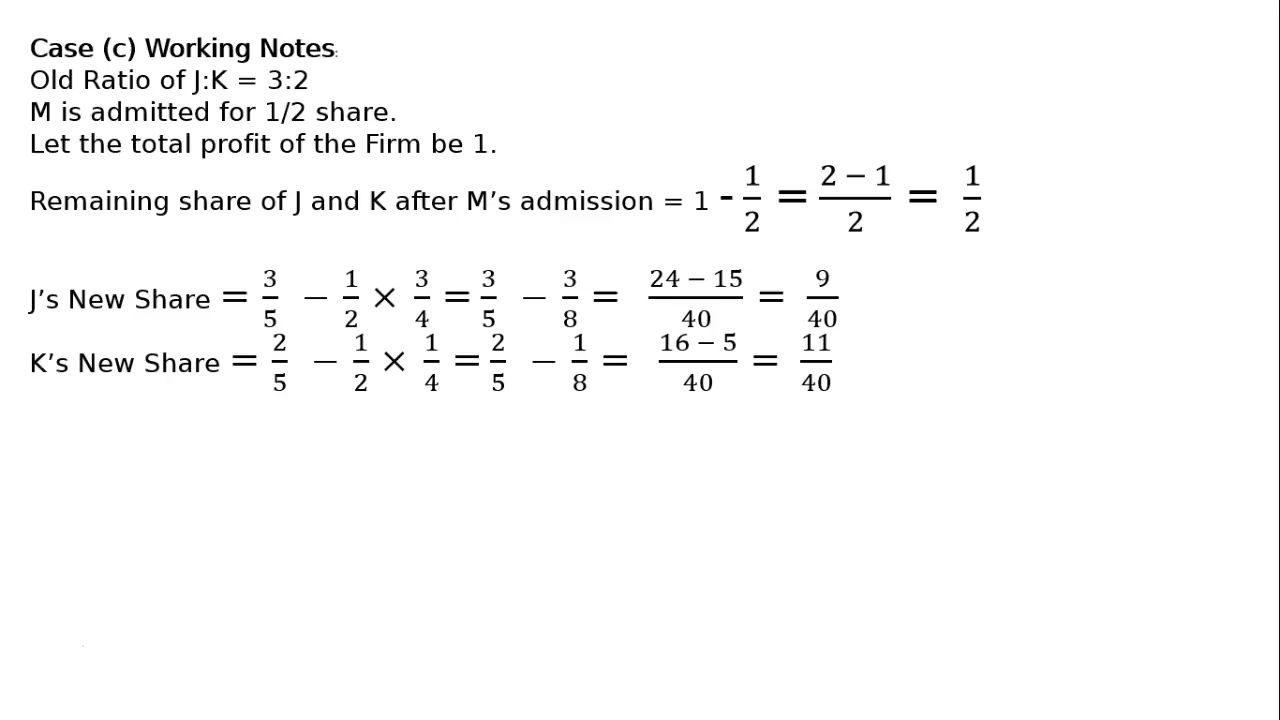 Case (c) Working Notes:
Old Ratio of J:K = 3:2
M is admitted for 1/2 share.
Let the total profit of the Firm be 1.
Remaining share of J and K after M’s admission = 1 - 1/2 = (2 − 1)/2 = 1/2
J’s New Share = 3/5 − 1/2 × 3/4 = 3/5 − 3/8 = (24 − 15)/40 = 9/40
K’s New Share = 2/5 − 1/2 × 1/4 = 2/5 − 1/8 = (16 − 5)/40 = 11/40